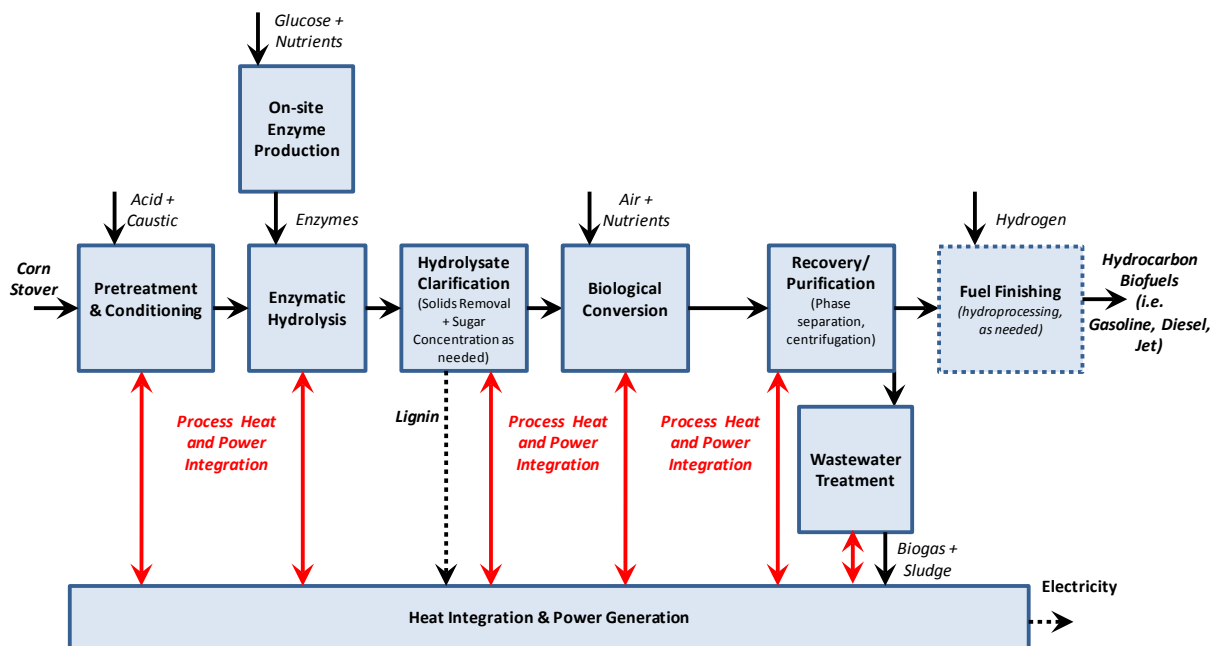 Glucose +
Nutrients
On-site
Enzyme
Production
Acid +
Caustic
Enzymes
Air +
Nutrients
Hydrogen
Corn
Stover
Pretreatment
& Conditioning
Enzymatic
Hydrolysis
Hydrolysate
Clarification
(Solids Removal
+ Sugar
Concentration as
needed)
Biological
Conversion
Recovery/
Purification
(Phase
separation,
centrifugation)
Fuel Finishing
(hydroprocessing,
as needed)
Hydrocarbon
Biofuels
(i.e.
Gasoline, Diesel,
Jet)
Process Heat
and Power
Integration
Lignin
Process Heat
and Power
Integration
Process Heat
and Power
Integration
Wastewater
Treatment
Biogas +
Sludge
Heat Integration & Power Generation
Electricity